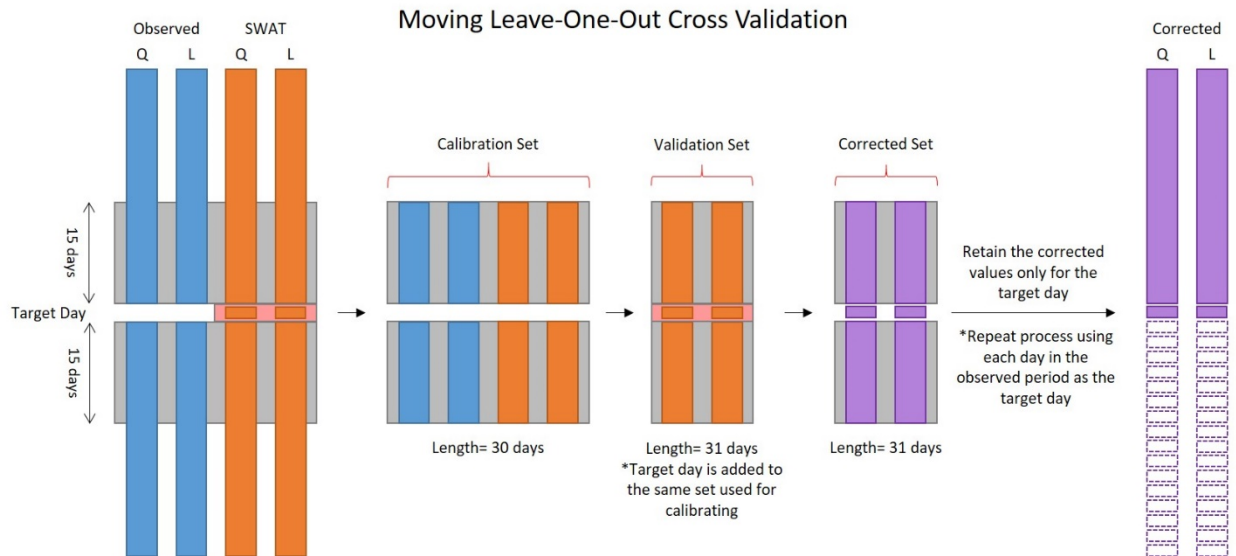 Moving Leave-One-Out Cross Validation
Observed
SWAT
Q
L
Q
L
15 days
Target Day
15 days
Calibration Set
Length= 30 days
Validation Set
Length= 31 days
*Target day is added to
the same set used for
calibrating
Corrected Set
Length= 31 days
Retain the corrected
values only for the
target day
*Repeat process using
each day in the
observed period as the
target day
Corrected
Q
L